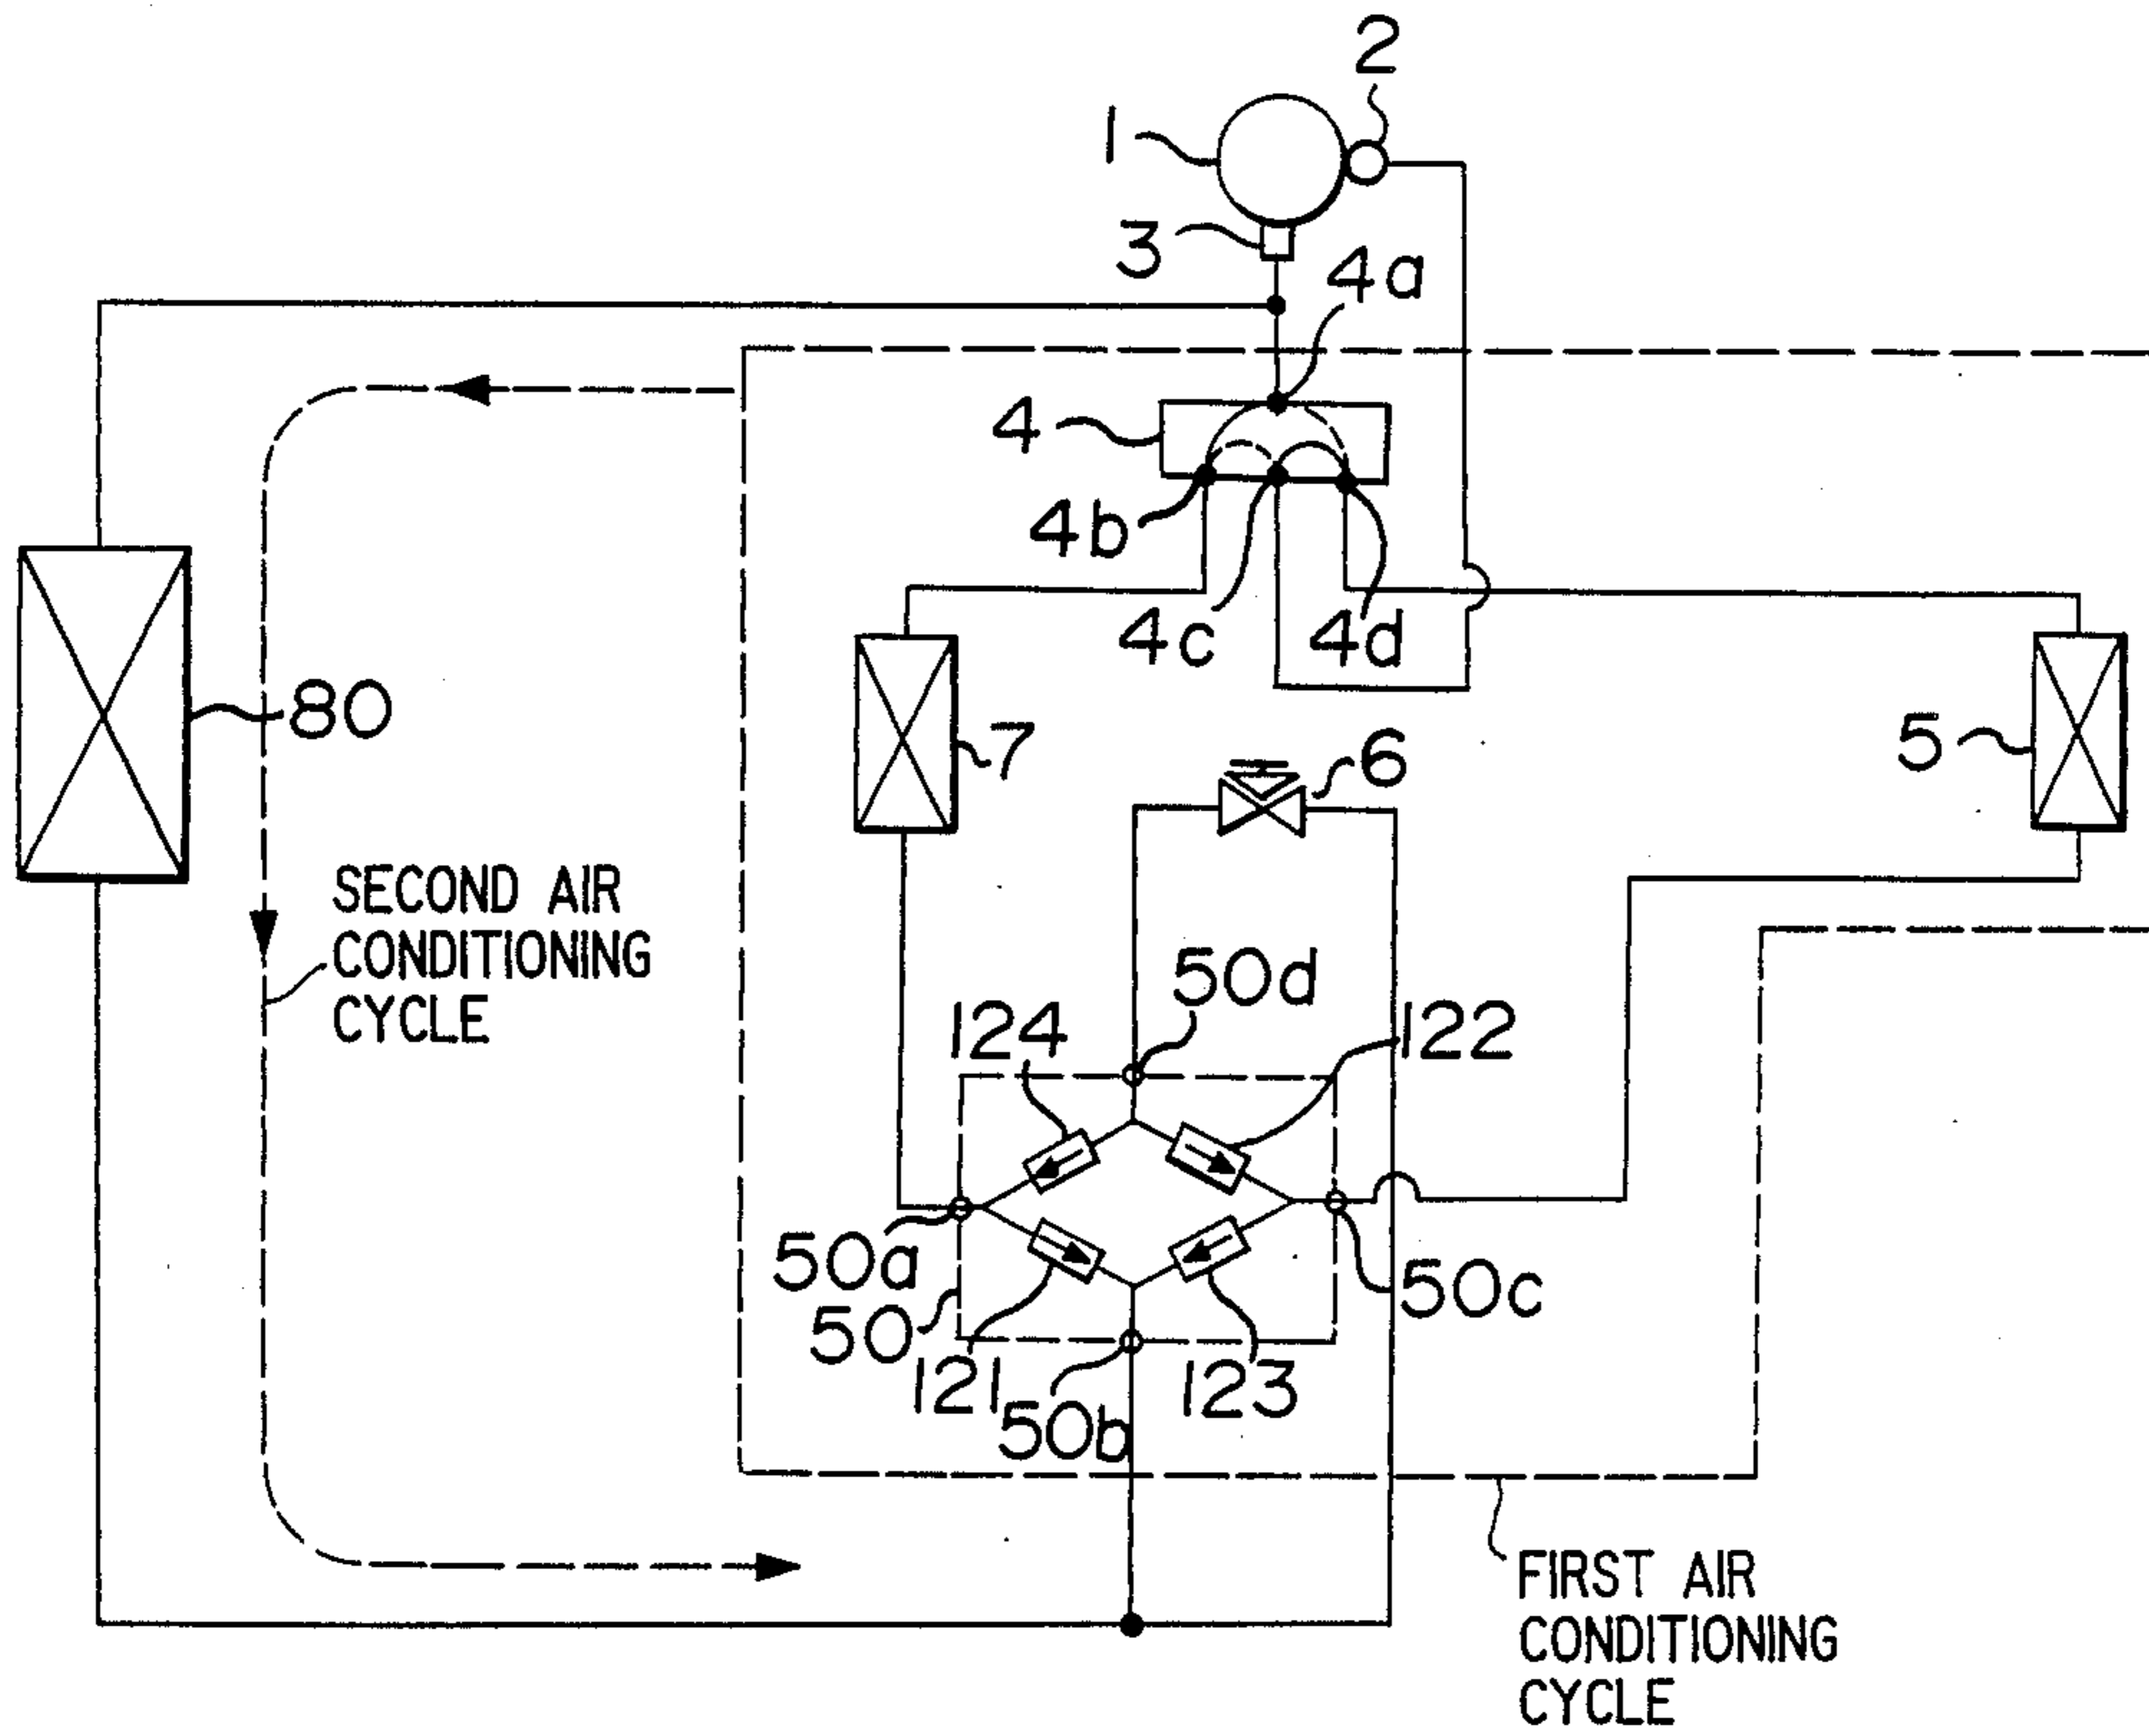 2
1
3
4a
4
4b
4c
4d
80
7
6
5
SECOND AIR
CONDITIONING
CYCLE
50d
124
122
50a
50c
50
121
123
50b
FIRST AIR
CONDITIONING
CYCLE